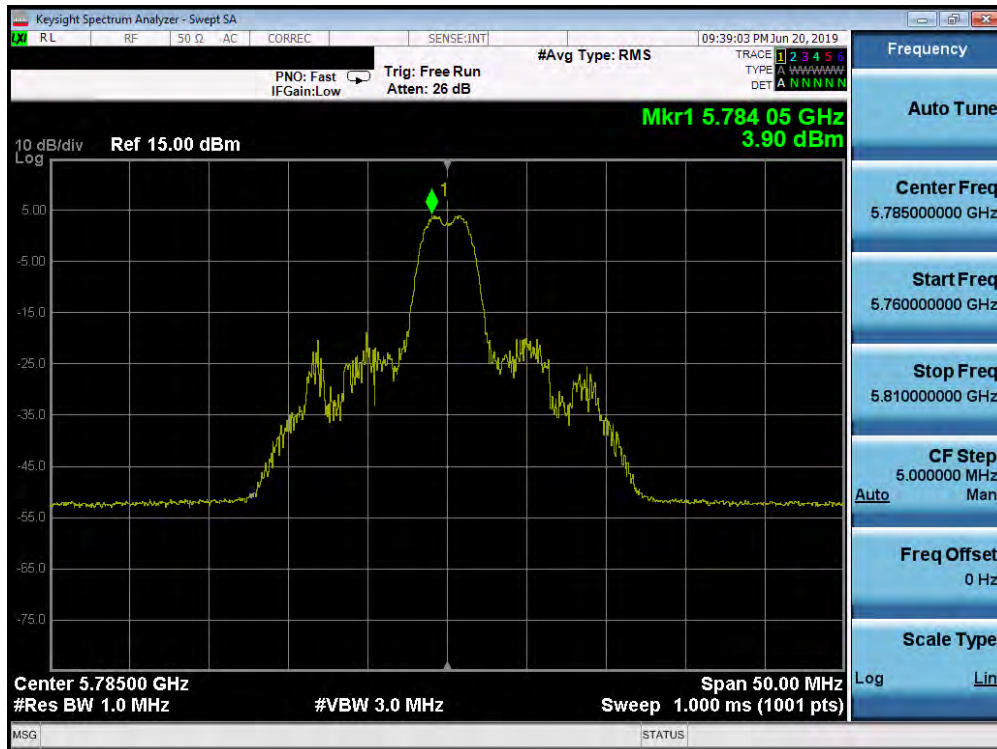 Keysight Spectrum Analyzer - Swept SA
LXI RL RF 50 Ω AC CORREC SENSE:INT 09:39:03 PM Jun 20, 2019
#Avg Type: RMS
TRACE 1 2 3 4 5 6
TYPE A WWWWW
DET A N N N N N
PNO: Fast
IFGain:Low
Trig: Free Run
Atten: 26 dB
Mkr1 5.784 05 GHz
3.90 dBm
10 dB/div Ref 15.00 dBm
Log
1
5.00
-5.00
-15.0
-25.0
-35.0
-45.0
-55.0
-65.0
-75.0
Center 5.78500 GHz Span 50.00 MHz
#Res BW 1.0 MHz #VBW 3.0 MHz Sweep 1.000 ms (1001 pts)
MSG STATUS
Frequency
Auto Tune
Center Freq
5.785000000 GHz
Start Freq
5.760000000 GHz
Stop Freq
5.810000000 GHz
CF Step
5.000000 MHz
Auto Man
Freq Offset
0 Hz
Scale Type
Log Lin